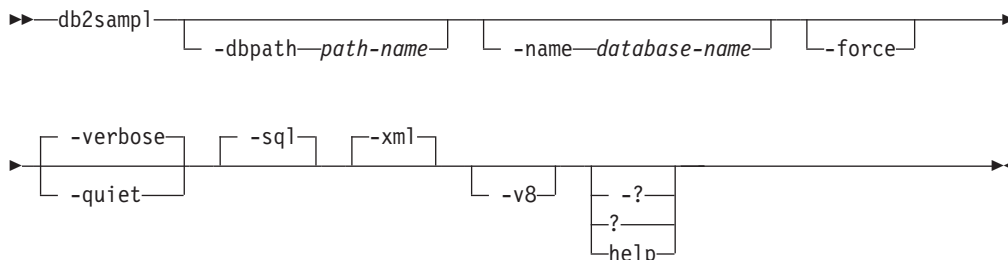 db2sampl
-dbpath path-name -name database-name -force
-verbose -sql -xml
-quiet -v8 -?
?
help